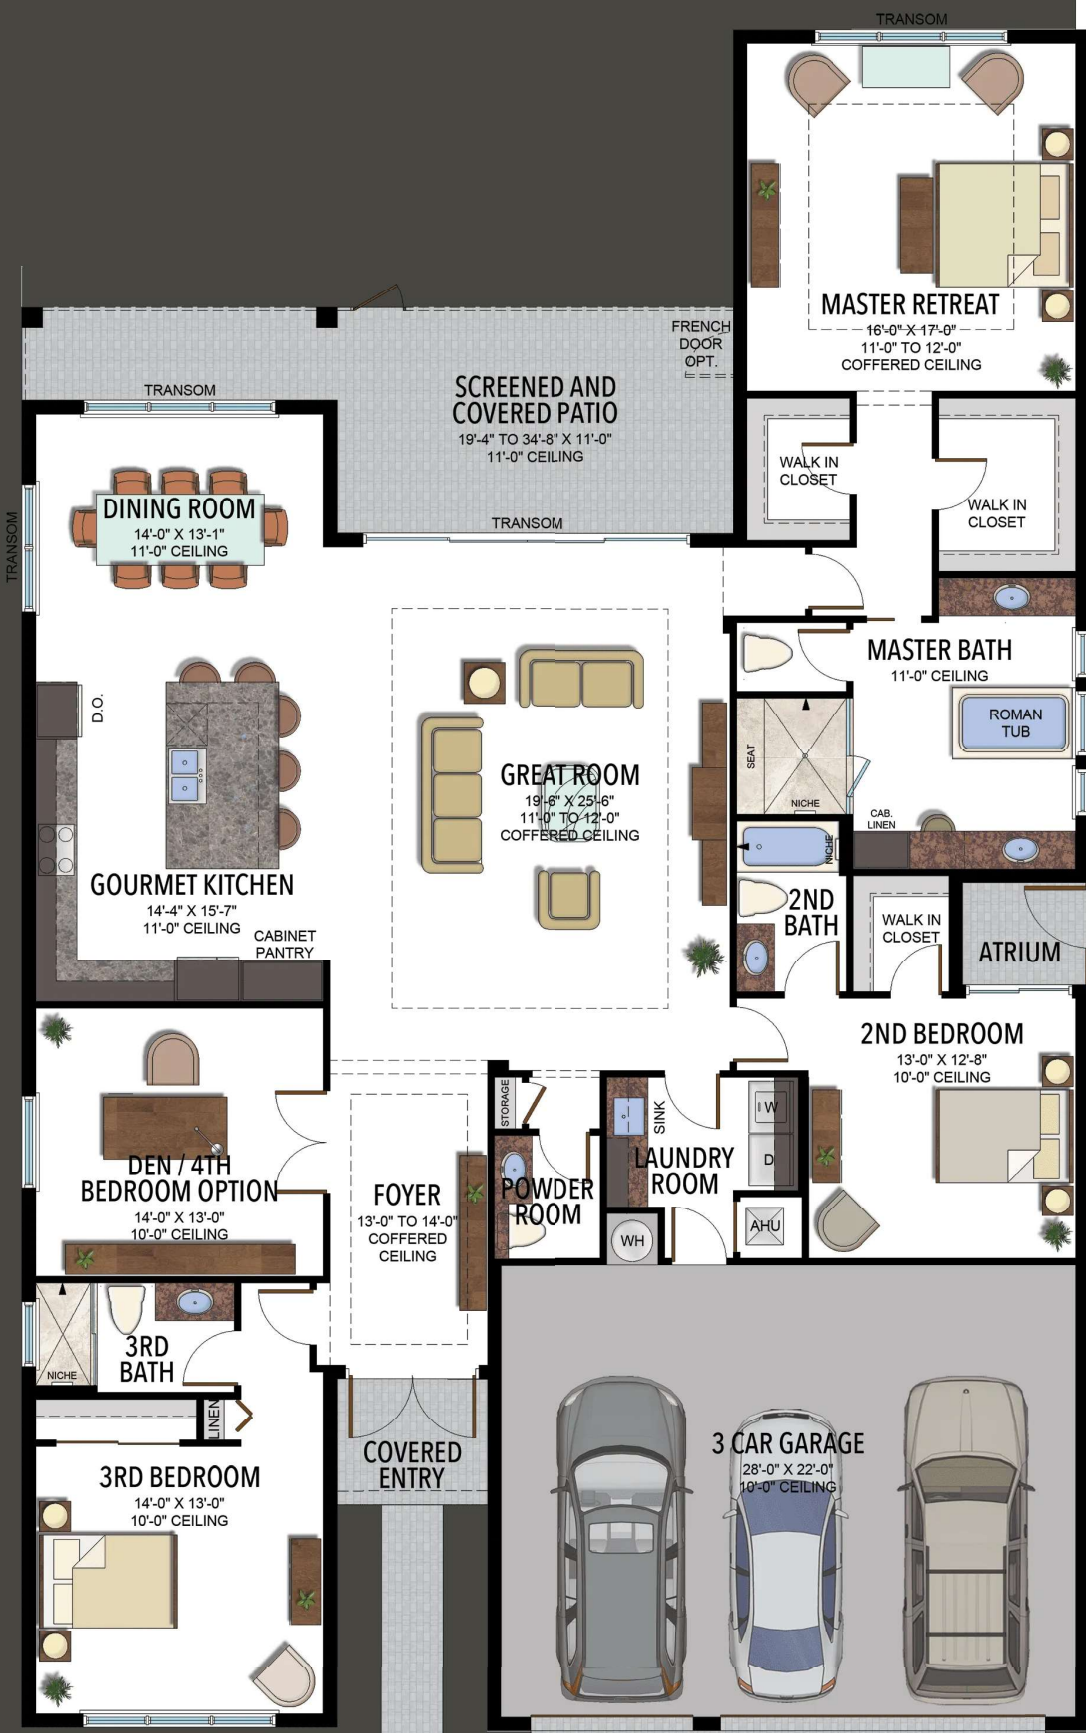 TRANSOM
MASTER RETREAT
16'-0" X 17'-0"
11'-0" TO 12'-0"
COFFERED CEILING
FRENCH
DOOR
OPT.
TRANSOM
SCREENED AND
COVERED PATIO
19'-4" TO 34'-8' X 11'-0"
11'-0" CEILING
WALK IN
CLOSET
WALK IN
CLOSET
TRANSOM
DINING ROOM
14'-0" X 13'-1"
11'-0" CEILING
TRANSOM
MASTER BATH
11'-0" CEILING
D.O.
ROMAN
TUB
SEAT
NICHE
GREAT ROOM
19'-6" X 25'-6"
11'-0" TO 12'-0"
COFFERED CEILING
CAB.
LINEN
NICHE
GOURMET KITCHEN
14'-4" X 15'-7"
11'-0" CEILING
CABINET
PANTRY
2ND
BATH
WALK IN
CLOSET
ATRIUM
2ND BEDROOM
13'-0" X 12'-8"
10'-0" CEILING
STORAGE
SINK
W
D
LAUNDRY
ROOM
DEN / 4TH
BEDROOM OPTION
14'-0" X 13'-0"
10'-0" CEILING
FOYER
13'-0" TO 14'-0"
COFFERED
CEILING
POWDER
ROOM
WH
AHU
3RD
BATH
NICHE
LINEN
COVERED
ENTRY
3 CAR GARAGE
28'-0" X 22'-0"
10'-0" CEILING
3RD BEDROOM
14'-0" X 13'-0"
10'-0" CEILING